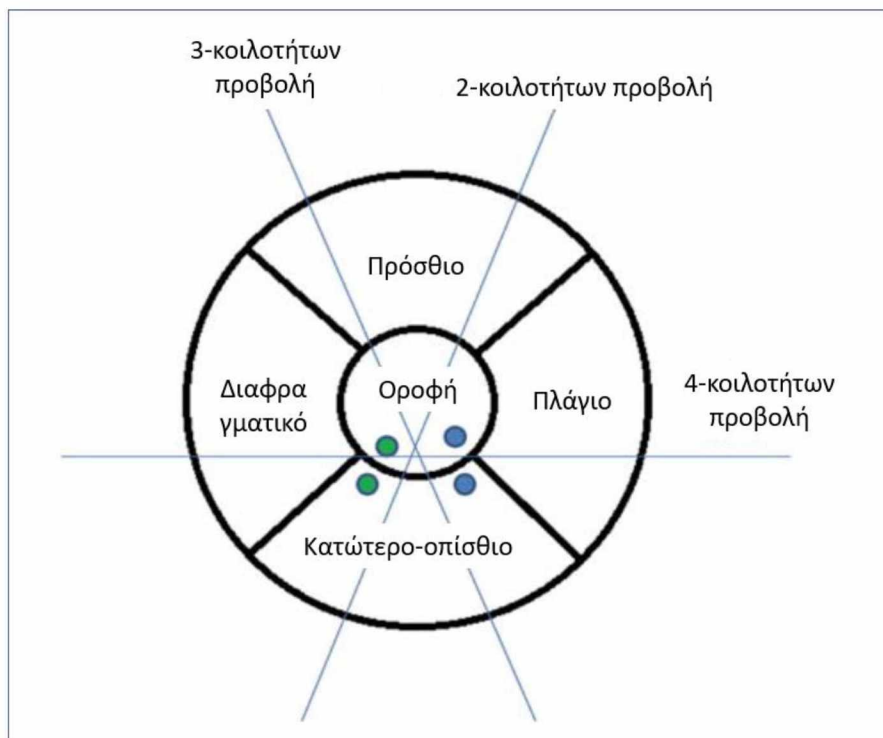 3-κοιλοτήτων
προβολή
2-κοιλοτήτων προβολή
Πρόσθιο
Διαφρα
γματικό
Οροφή
Πλάγιο
4-κοιλοτήτων
προβολή
Κατώτερο-οπίσθιο